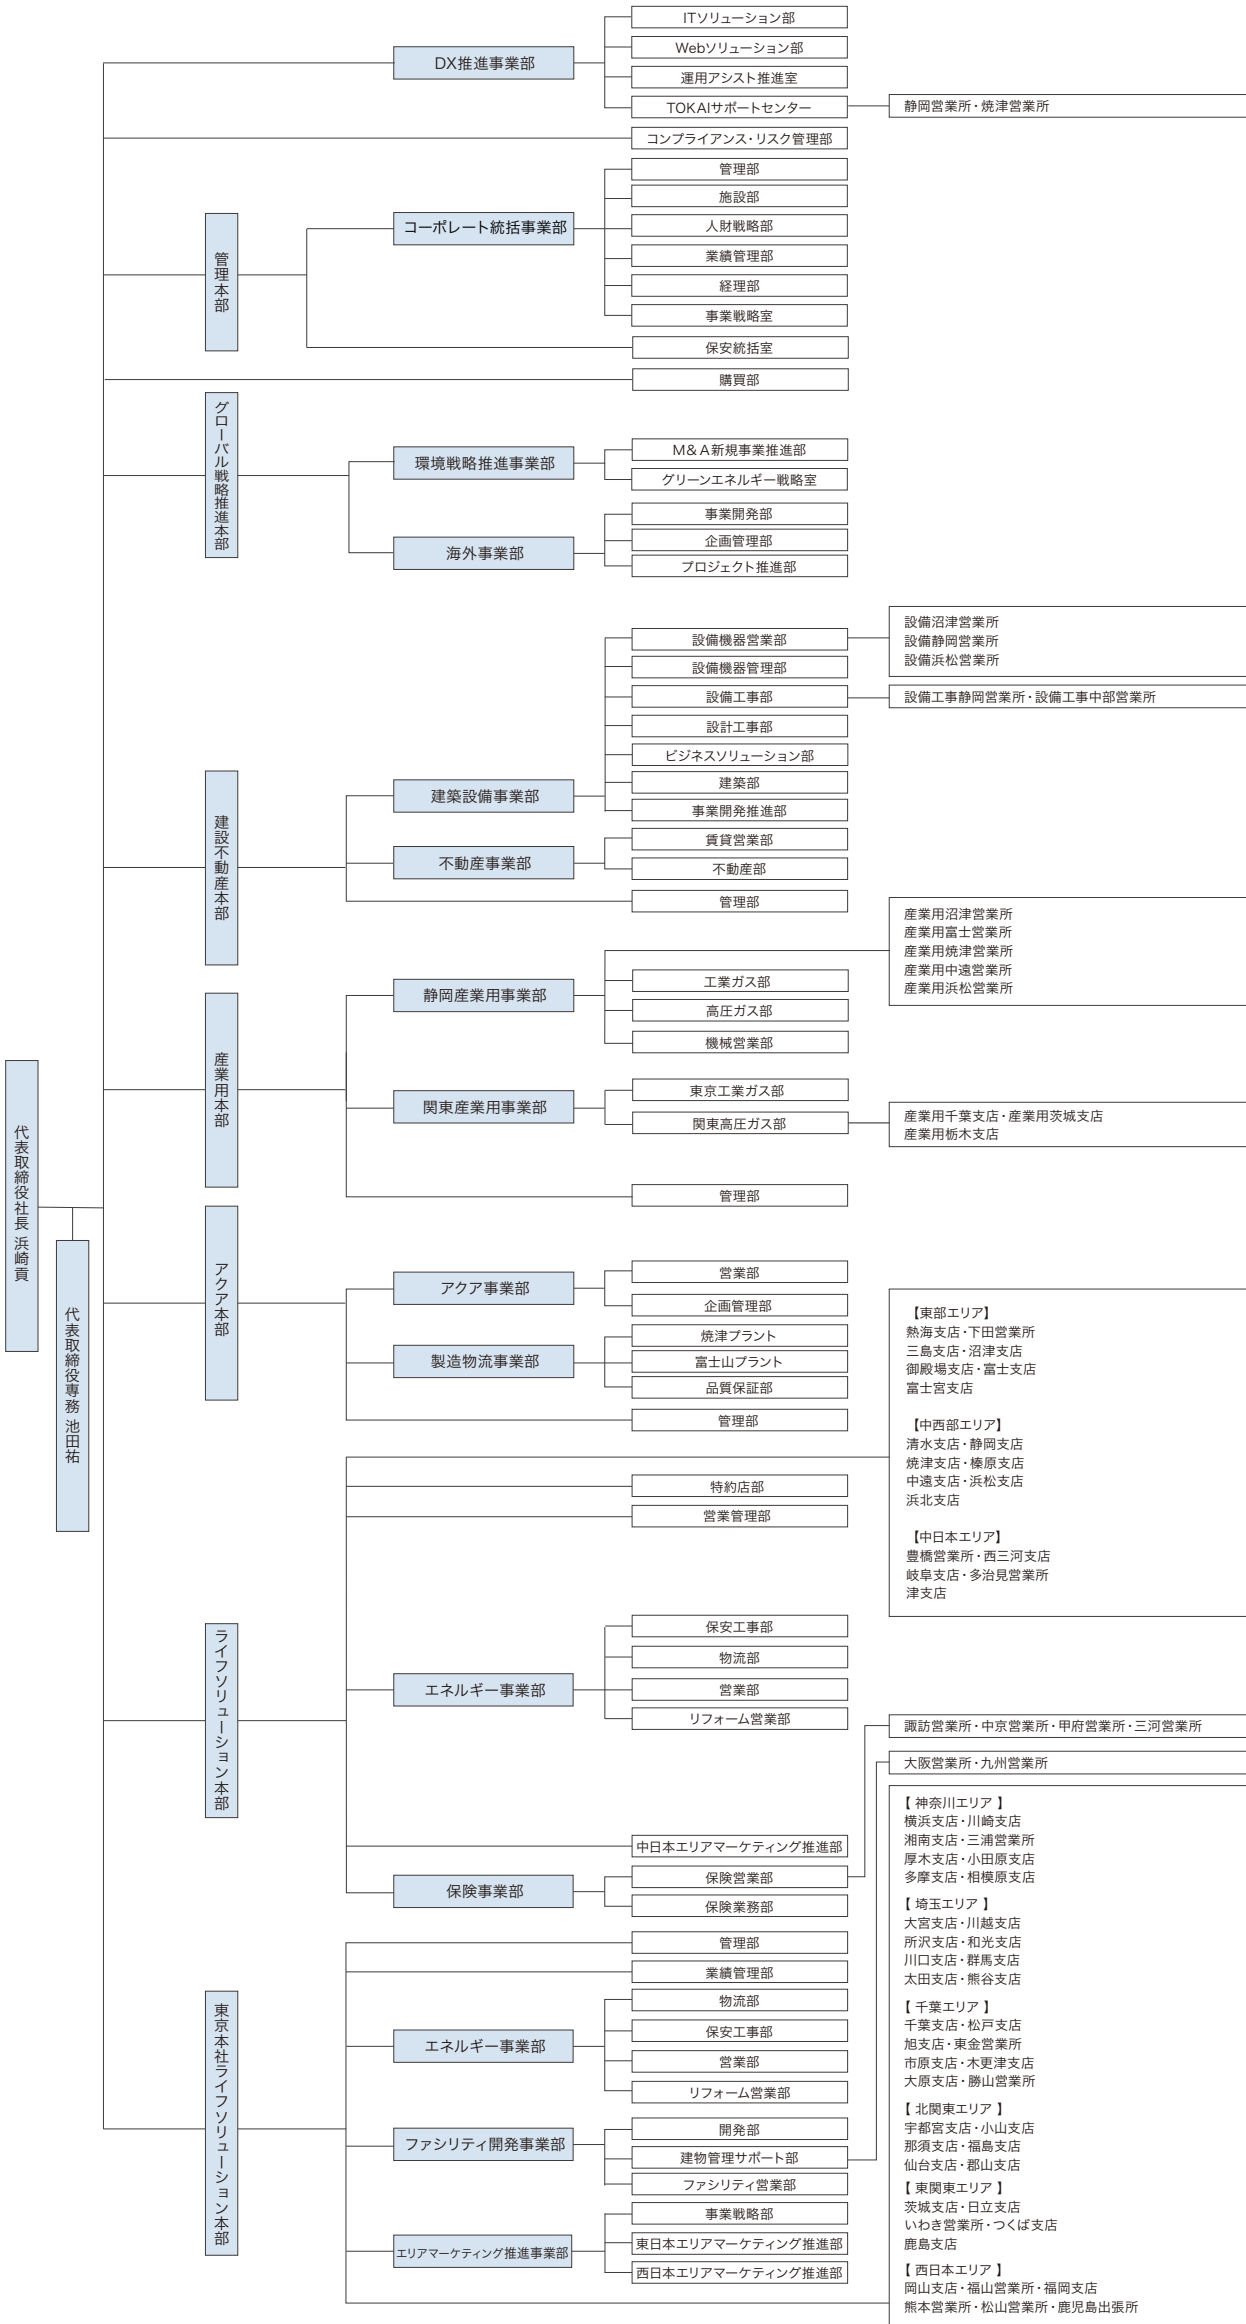 代表取締役社長 浜崎貢
代表取締役専務 池田祐
DX推進事業部
ITソリューション部
Webソリューション部
運用アシスト推進室
TOKAIサポートセンター
静岡営業所・焼津営業所
コンプライアンス・リスク管理部
管理本部
コーポレート統括事業部
管理部
施設部
人財戦略部
業績管理部
経理部
事業戦略室
保安統括室
購買部
グローバル戦略推進本部
環境戦略推進事業部
M&A新規事業推進部
グリーンエネルギー戦略室
海外事業部
事業開発部
企画管理部
プロジェクト推進部
建設不動産本部
建築設備事業部
設備機器営業部
設備沼津営業所
設備静岡営業所
設備浜松営業所
設備機器管理部
設備工事部
設備工事静岡営業所・設備工事中部営業所
設計工事部
ビジネスソリューション部
建築部
事業開発推進部
不動産事業部
賃貸営業部
不動産部
管理部
産業用本部
静岡産業用事業部
産業用沼津営業所
産業用富士営業所
産業用焼津営業所
産業用中遠営業所
産業用浜松営業所
工業ガス部
高圧ガス部
機械営業部
関東産業用事業部
東京工業ガス部
関東高圧ガス部
産業用千葉支店・産業用茨城支店
産業用栃木支店
管理部
アクア本部
アクア事業部
営業部
企画管理部
製造物流事業部
焼津プラント
富士山プラント
品質保証部
管理部
ライフソリューション本部
【東部エリア】
熱海支店・下田営業所
三島支店・沼津支店
御殿場支店・富士支店
富士宮支店
【中西部エリア】
清水支店・静岡支店
焼津支店・榛原支店
中遠支店・浜松支店
浜北支店
【中日本エリア】
豊橋営業所・西三河支店
岐阜支店・多治見営業所
津支店
特約店部
営業管理部
エネルギー事業部
保安工事部
物流部
営業部
リフォーム営業部
中日本エリアマーケティング推進部
保険事業部
保険営業部
諏訪営業所・中京営業所・甲府営業所・三河営業所
保険業務部
東京本社ライフソリューション本部
管理部
業績管理部
エネルギー事業部
物流部
保安工事部
営業部
リフォーム営業部
ファシリティ開発事業部
開発部
建物管理サポート部
大阪営業所・九州営業所
ファシリティ営業部
エリアマーケティング推進事業部
事業戦略部
東日本エリアマーケティング推進部
西日本エリアマーケティング推進部
【 神奈川エリア 】
横浜支店・川崎支店
湘南支店・三浦営業所
厚木支店・小田原支店
多摩支店・相模原支店
【 埼玉エリア 】
大宮支店・川越支店
所沢支店・和光支店
川口支店・群馬支店
太田支店・熊谷支店
【 千葉エリア 】
千葉支店・松戸支店
旭支店・東金営業所
市原支店・木更津支店
大原支店・勝山営業所
【 北関東エリア 】
宇都宮支店・小山支店
那須支店・福島支店
仙台支店・郡山支店
【 東関東エリア 】
茨城支店・日立支店
いわき営業所・つくば支店
鹿島支店
【 西日本エリア 】
岡山支店・福山営業所・福岡支店
熊本営業所・松山営業所・鹿児島出張所